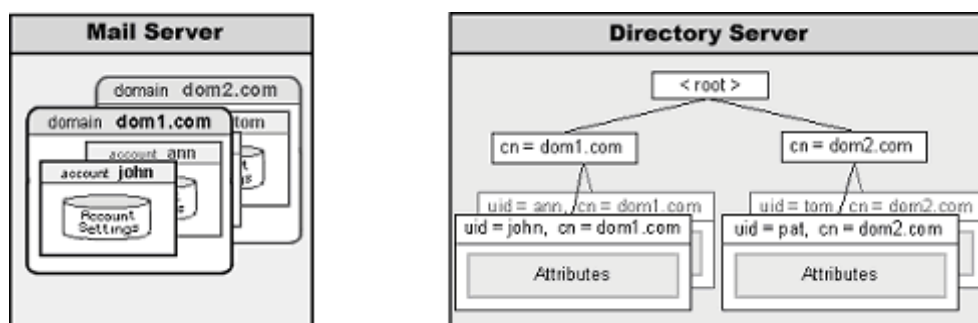 Mail Server
domain dom2.com
domain dom1.com
tom
account ann
account john
Account
Settings
Directory Server
< root >
cn = dom1.com
cn = dom2.com
uid = ann, cn = dom1.com
uid = tom, cn = dom2.com
uid = john, cn = dom1.com
uid = pat, cn = dom2.com
Attributes
Attributes